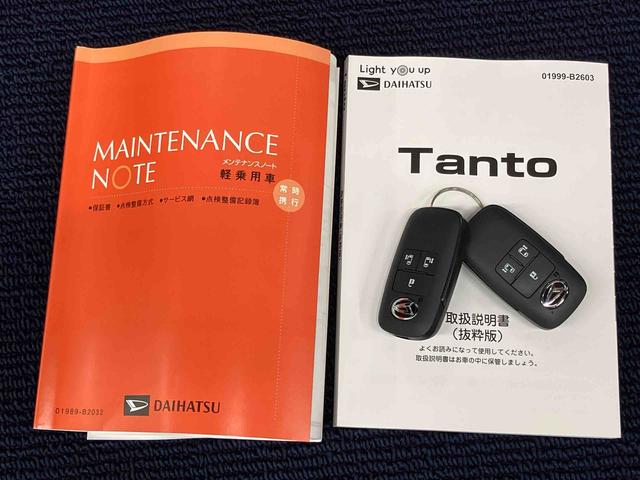 MAINTENANCE
NOTE
メンテナンスノート
軽乗用車
常時
携行
●保証書 ●点検整備方式 ●サービス網 ●点検整備記録簿
01989-B2032
DAIHATSU
Light you up
DAIHATSU
01999-B2603
Tanto
取扱説明書
(抜粋版)
よくお読みになって使用してください。
取扱説明書はお車の中に保管しましょう。